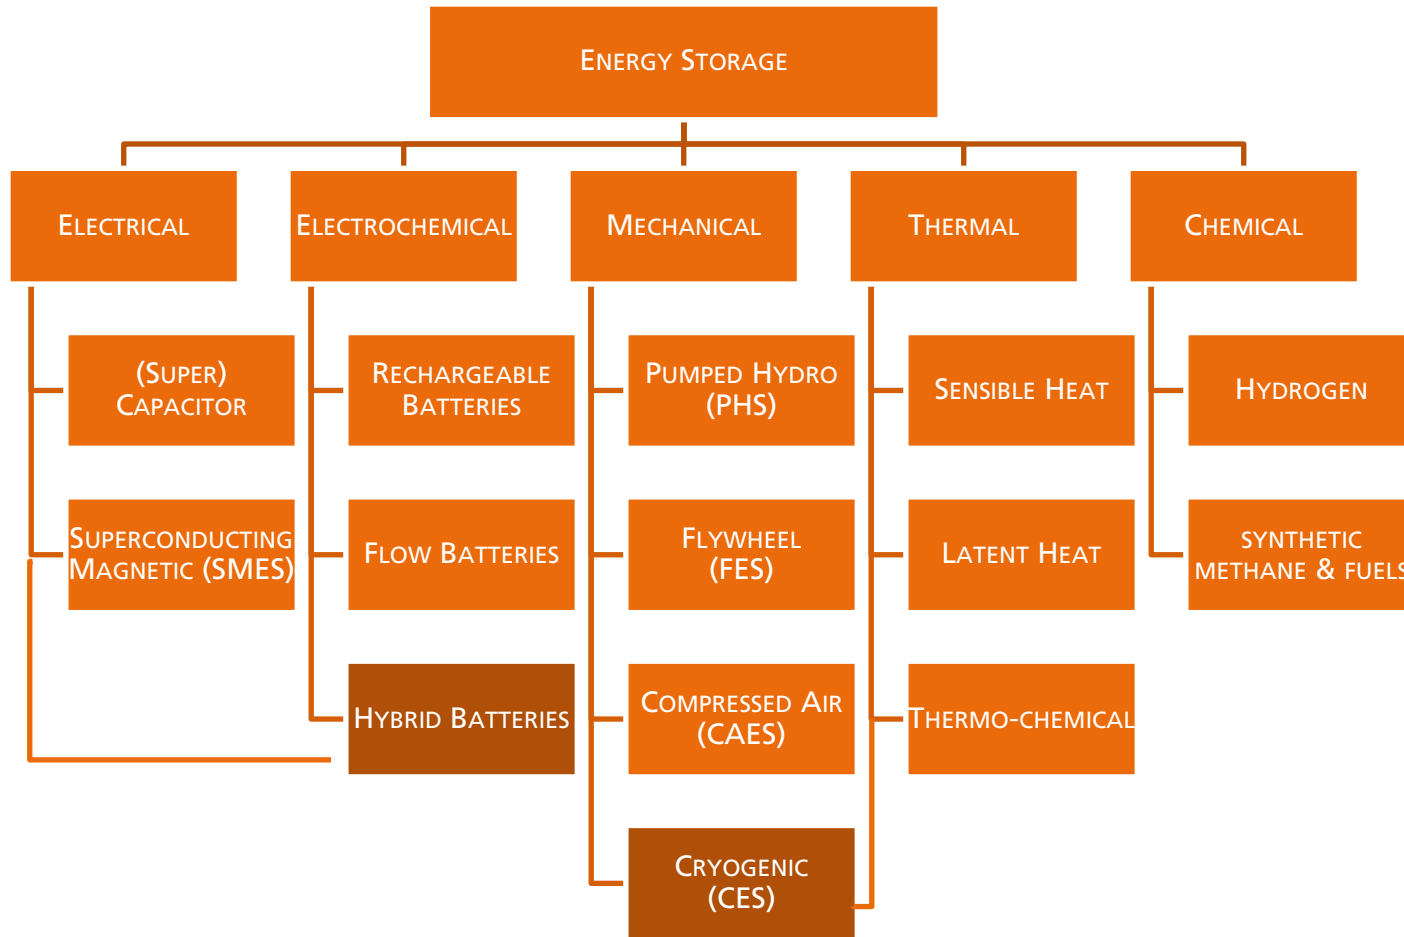 ENERGY STORAGE
ELECTRICAL
ELECTROCHEMICAL
MECHANICAL
THERMAL
CHEMICAL
(SUPER)
CAPACITOR
RECHARGEABLE
BATTERIES
PUMPED HYDRO
(PHS)
SENSIBLE HEAT
HYDROGEN
SUPERCONDUCTING
MAGNETIC (SMES)
FLOW BATTERIES
FLYWHEEL
(FES)
LATENT HEAT
SYNTHETIC
METHANE & FUELS
HYBRID BATTERIES
COMPRESSED AIR
(CAES)
THERMO-CHEMICAL
CRYOGENIC
(CES)